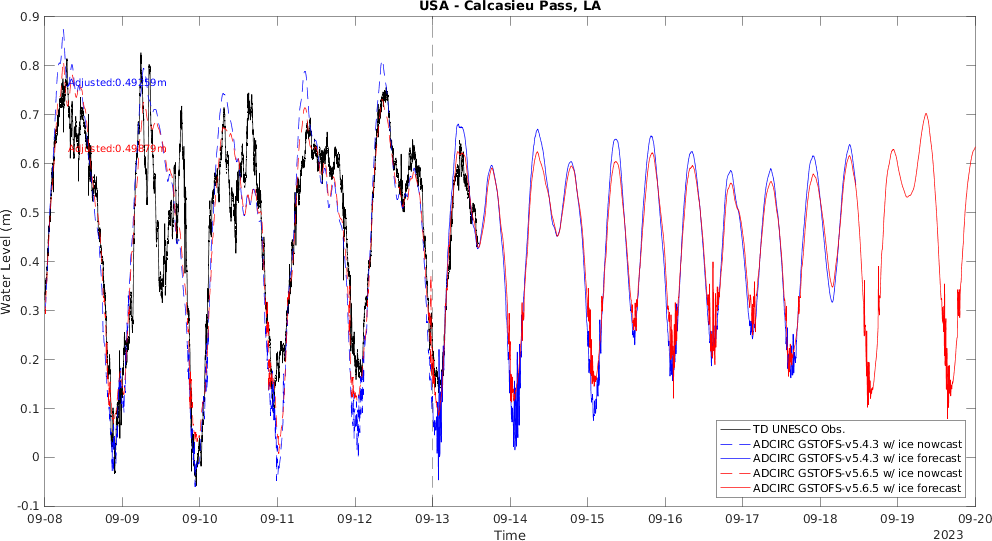 USA - Calcasieu Pass, LA
0.9
0.8
0.7
0.6
0.5
0.4
0.3
0.2
0.1
0
-0.1
Water Level (m)
Adjusted:0.49759m
Adjusted:0.49879m
TD UNESCO Obs.
ADCIRC GSTOFS-v5.4.3 w/ ice nowcast
ADCIRC GSTOFS-v5.4.3 w/ ice forecast
ADCIRC GSTOFS-v5.6.5 w/ ice nowcast
ADCIRC GSTOFS-v5.6.5 w/ ice forecast
09-08 09-09 09-10 09-11 09-12 09-13 09-14 09-15 09-16 09-17 09-18 09-19 09-20
Time
2023